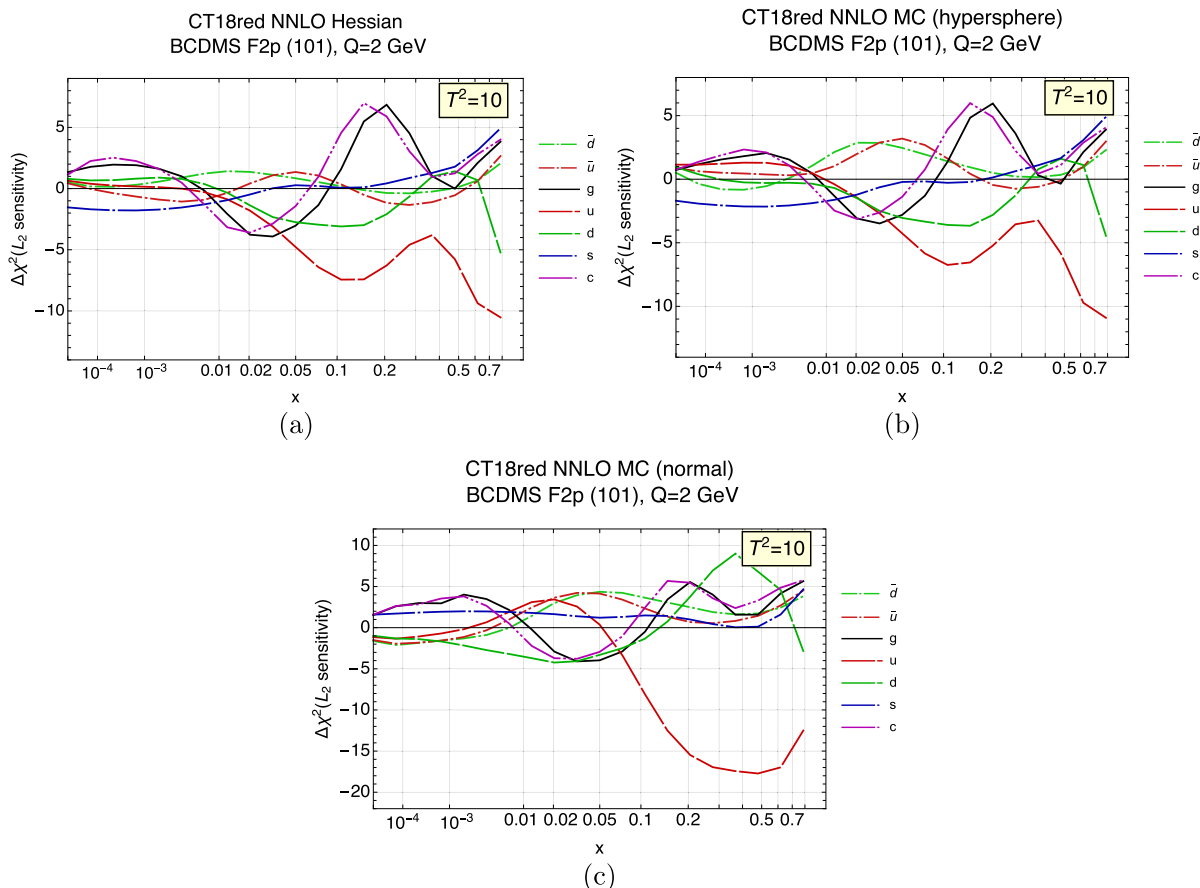 CT18red NNLO Hessian
BCDMS F2p (101), Q=2 GeV
T²=10
Δχ²(L₂ sensitivity)
5
0
−5
−10
10⁻⁴ 10⁻³ 0.01 0.02 0.05 0.1 0.2 0.5 0.7
x
d̄
ū
g
u
d
s
c
(a)
CT18red NNLO MC (hypersphere)
BCDMS F2p (101), Q=2 GeV
T²=10
Δχ²(L₂ sensitivity)
5
0
−5
−10
10⁻⁴ 10⁻³ 0.01 0.02 0.05 0.1 0.2 0.5 0.7
x
d̄
ū
g
u
d
s
c
(b)
CT18red NNLO MC (normal)
BCDMS F2p (101), Q=2 GeV
T²=10
Δχ²(L₂ sensitivity)
10
5
0
−5
−10
−15
−20
10⁻⁴ 10⁻³ 0.01 0.02 0.05 0.1 0.2 0.5 0.7
x
d̄
ū
g
u
d
s
c
(c)